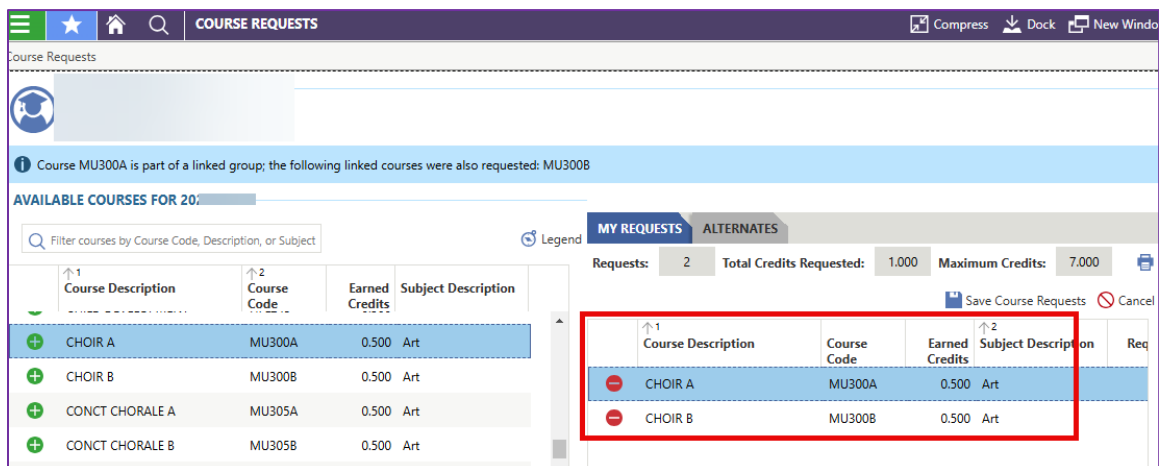 COURSE REQUESTS
Compress Dock New Windo
Course Requests
Course MU300A is part of a linked group; the following linked courses were also requested: MU300B
AVAILABLE COURSES FOR 202
Filter courses by Course Code, Description, or Subject
Legend
1 Course Description
2 Course Code
Earned Credits
Subject Description
CHOIR A MU300A 0.500 Art
CHOIR B MU300B 0.500 Art
CONCT CHORALE A MU305A 0.500 Art
CONCT CHORALE B MU305B 0.500 Art
MY REQUESTS ALTERNATES
Requests: 2 Total Credits Requested: 1.000 Maximum Credits: 7.000
Save Course Requests Cancel
1 Course Description
Course Code
Earned Credits
2 Subject Description
Req
CHOIR A MU300A 0.500 Art
CHOIR B MU300B 0.500 Art